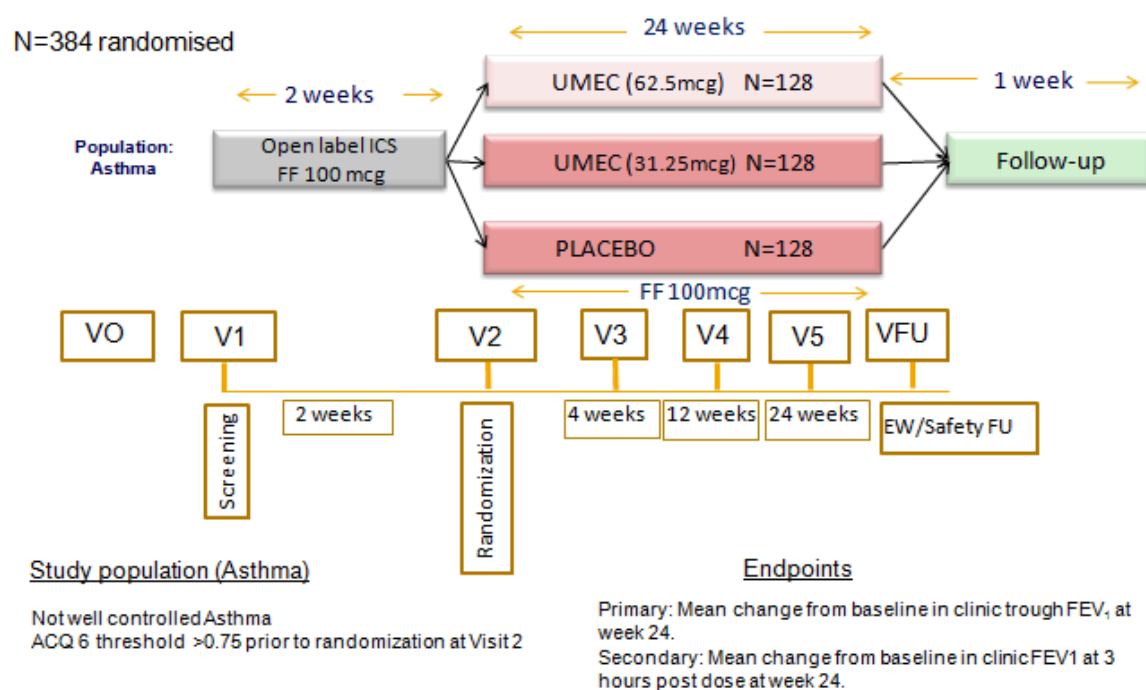 N=384 randomised
24 weeks
2 weeks
1 week
Population:
Asthma
Open label ICS
FF 100 mcg
UMEC (62.5mcg) N=128
UMEC (31.25mcg) N=128
PLACEBO N=128
Follow-up
FF 100mcg
VO
V1
V2
V3
V4
V5
VFU
2 weeks
4 weeks
12 weeks
24 weeks
EW/Safety FU
Screening
Randomization
Study population (Asthma)
Not well controlled Asthma
ACQ 6 threshold >0.75 prior to randomization at Visit 2
Endpoints
Primary: Mean change from baseline in clinic trough FEV₁ at
week 24.
Secondary: Mean change from baseline in clinic FEV1 at 3
hours post dose at week 24.